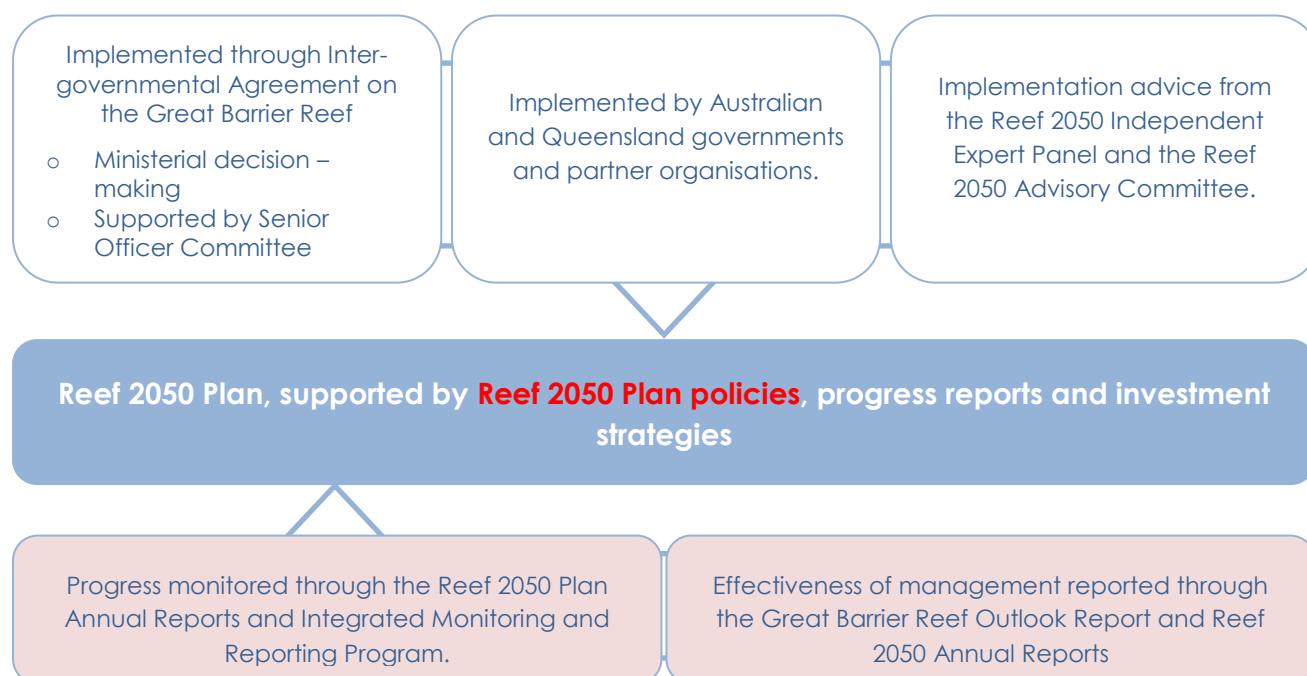 Implemented through Inter-
governmental Agreement on
the Great Barrier Reef
o Ministerial decision –
making
o Supported by Senior
Officer Committee
Implemented by Australian
and Queensland governments
and partner organisations.
Implementation advice from
the Reef 2050 Independent
Expert Panel and the Reef
2050 Advisory Committee.
Reef 2050 Plan, supported by Reef 2050 Plan policies, progress reports and investment
strategies
Progress monitored through the Reef 2050 Plan
Annual Reports and Integrated Monitoring and
Reporting Program.
Effectiveness of management reported through
the Great Barrier Reef Outlook Report and Reef
2050 Annual Reports